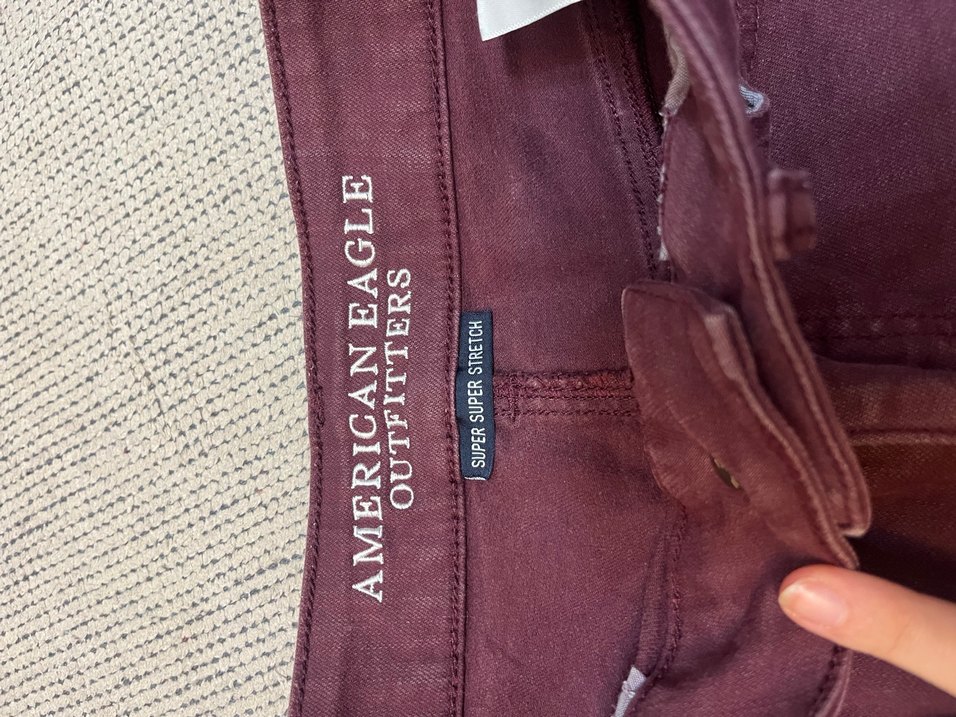 AMERICAN EAGLE
OUTFITTERS
SUPER SUPER STRETCH